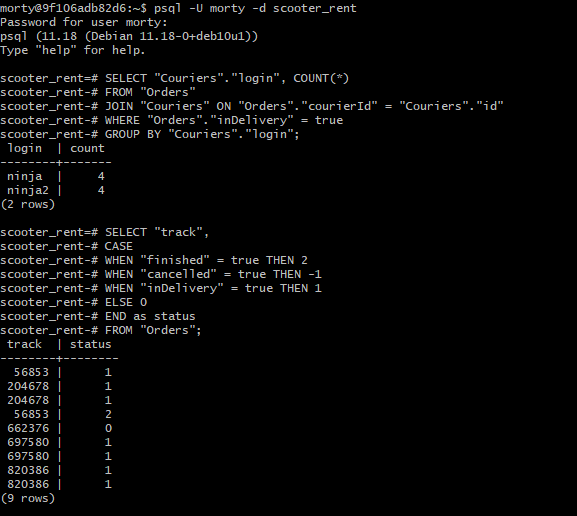 morty@9f106adb82d6:~$ psql -U morty -d scooter_rent
Password for user morty:
psql (11.18 (Debian 11.18-0+deb10u1))
Type "help" for help.
scooter_rent=# SELECT "Couriers"."login", COUNT(*)
scooter_rent-# FROM "Orders"
scooter_rent-# JOIN "Couriers" ON "Orders"."courierId" = "Couriers"."id"
scooter_rent-# WHERE "Orders"."inDelivery" = true
scooter_rent-# GROUP BY "Couriers"."login";
 login  | count
--------+-------
 ninja  |     4
 ninja2 |     4
(2 rows)
scooter_rent=# SELECT "track",
scooter_rent-# CASE
scooter_rent-# WHEN "finished" = true THEN 2
scooter_rent-# WHEN "cancelled" = true THEN -1
scooter_rent-# WHEN "inDelivery" = true THEN 1
scooter_rent-# ELSE 0
scooter_rent-# END as status
scooter_rent-# FROM "Orders";
 track  | status
--------+--------
  56853 |      1
 204678 |      1
 204678 |      1
  56853 |      2
 662376 |      0
 697580 |      1
 697580 |      1
 820386 |      1
 820386 |      1
(9 rows)